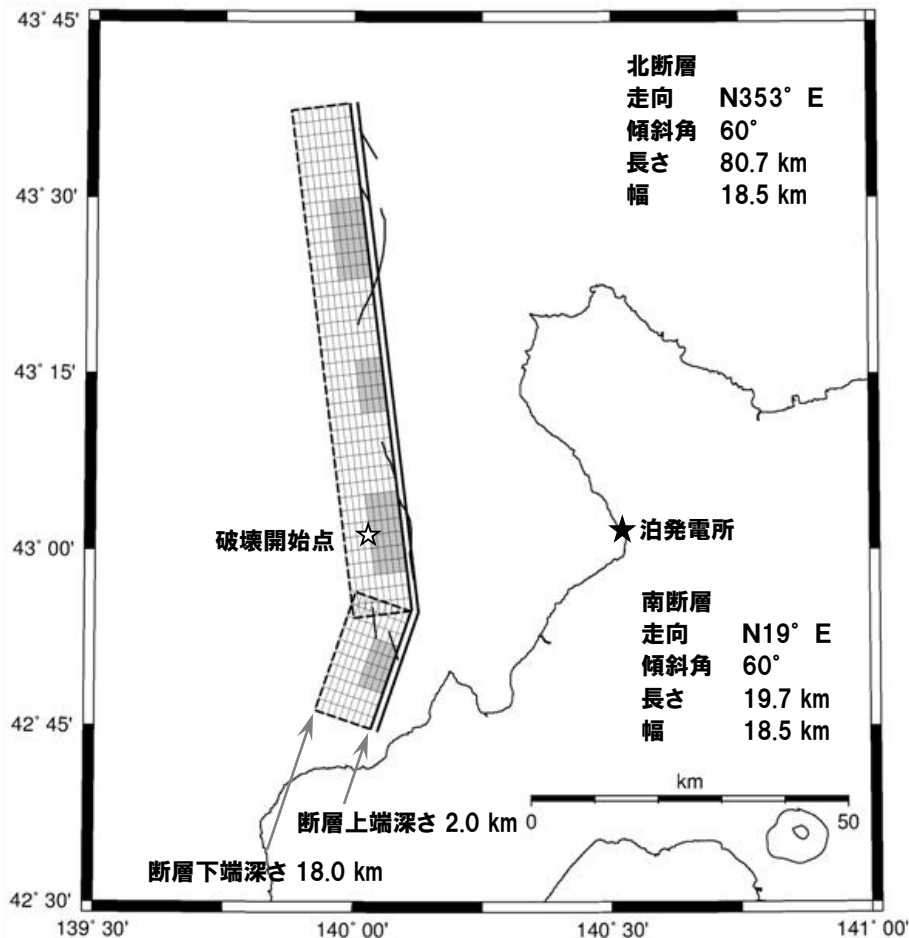 43° 45'
北断層
走向 N353° E
傾斜角 60°
長さ 80.7 km
幅 18.5 km
43° 30'
43° 15'
破壊開始点
43° 00'
泊発電所
南断層
走向 N19° E
傾斜角 60°
長さ 19.7 km
幅 18.5 km
42° 45'
km
0 50
断層上端深さ 2.0 km
断層下端深さ 18.0 km
42° 30'
139° 30' 140° 00' 140° 30' 141° 00'